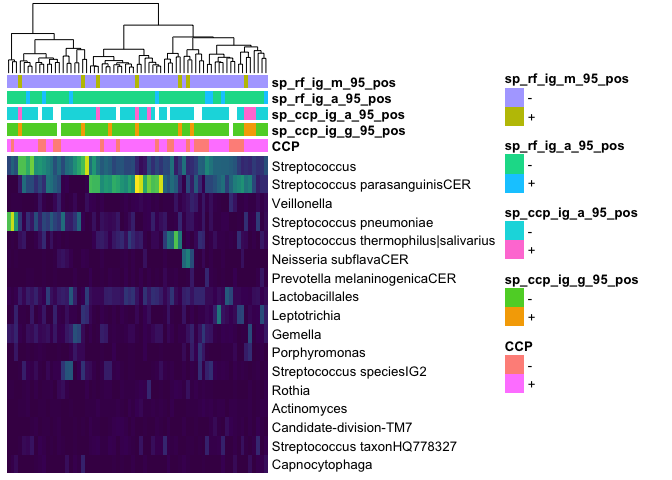 sp_rf_ig_m_95_pos
sp_rf_ig_a_95_pos
sp_ccp_ig_a_95_pos
sp_ccp_ig_g_95_pos
CCP
Streptococcus
Streptococcus parasanguinisCER
Veillonella
Streptococcus pneumoniae
Streptococcus thermophilus|salivarius
Neisseria subflavaCER
Prevotella melaninogenicaCER
Lactobacillales
Leptotrichia
Gemella
Porphyromonas
Streptococcus speciesIG2
Rothia
Actinomyces
Candidate-division-TM7
Streptococcus taxonHQ778327
Capnocytophaga
sp_rf_ig_m_95_pos
-
+
sp_rf_ig_a_95_pos
-
+
sp_ccp_ig_a_95_pos
-
+
sp_ccp_ig_g_95_pos
-
+
CCP
-
+